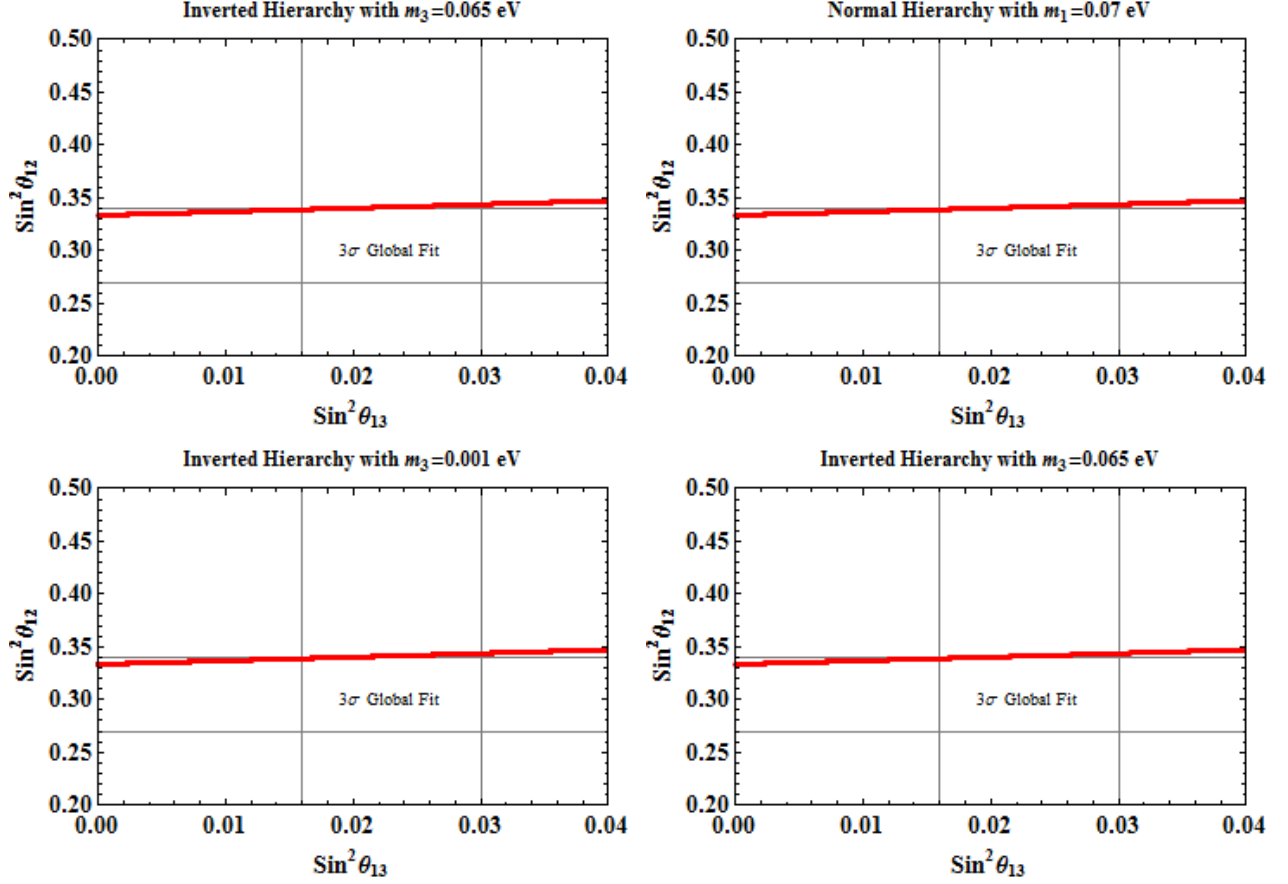 Inverted Hierarchy with m₃=0.065 eV
0.50
0.45
0.40
0.35
0.30
0.25
0.20
Sin²θ₁₂
3σ Global Fit
0.00 0.01 0.02 0.03 0.04
Sin²θ₁₃
Normal Hierarchy with m₁=0.07 eV
0.50
0.45
0.40
0.35
0.30
0.25
0.20
Sin²θ₁₂
3σ Global Fit
0.00 0.01 0.02 0.03 0.04
Sin²θ₁₃
Inverted Hierarchy with m₃=0.001 eV
0.50
0.45
0.40
0.35
0.30
0.25
0.20
Sin²θ₁₂
3σ Global Fit
0.00 0.01 0.02 0.03 0.04
Sin²θ₁₃
Inverted Hierarchy with m₃=0.065 eV
0.50
0.45
0.40
0.35
0.30
0.25
0.20
Sin²θ₁₂
3σ Global Fit
0.00 0.01 0.02 0.03 0.04
Sin²θ₁₃